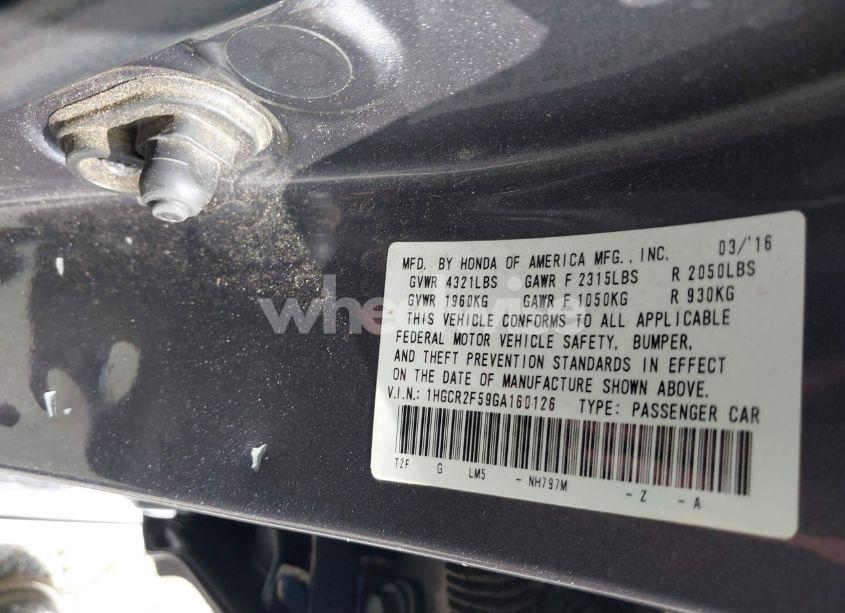 MFD. BY HONDA OF AMERICA MFG., INC. 03/'16
GVWR 4321LBS GAWR F 2315LBS R 2050LBS
GVWR 1960KG GAWR F 1050KG R 930KG
THIS VEHICLE CONFORMS TO ALL APPLICABLE
FEDERAL MOTOR VEHICLE SAFETY, BUMPER,
AND THEFT PREVENTION STANDARDS IN EFFECT
ON THE DATE OF MANUFACTURE SHOWN ABOVE.
V.I.N.: 1HGCR2F59GA160126 TYPE: PASSENGER CAR
T2F G LM5 - NH797M - Z - A